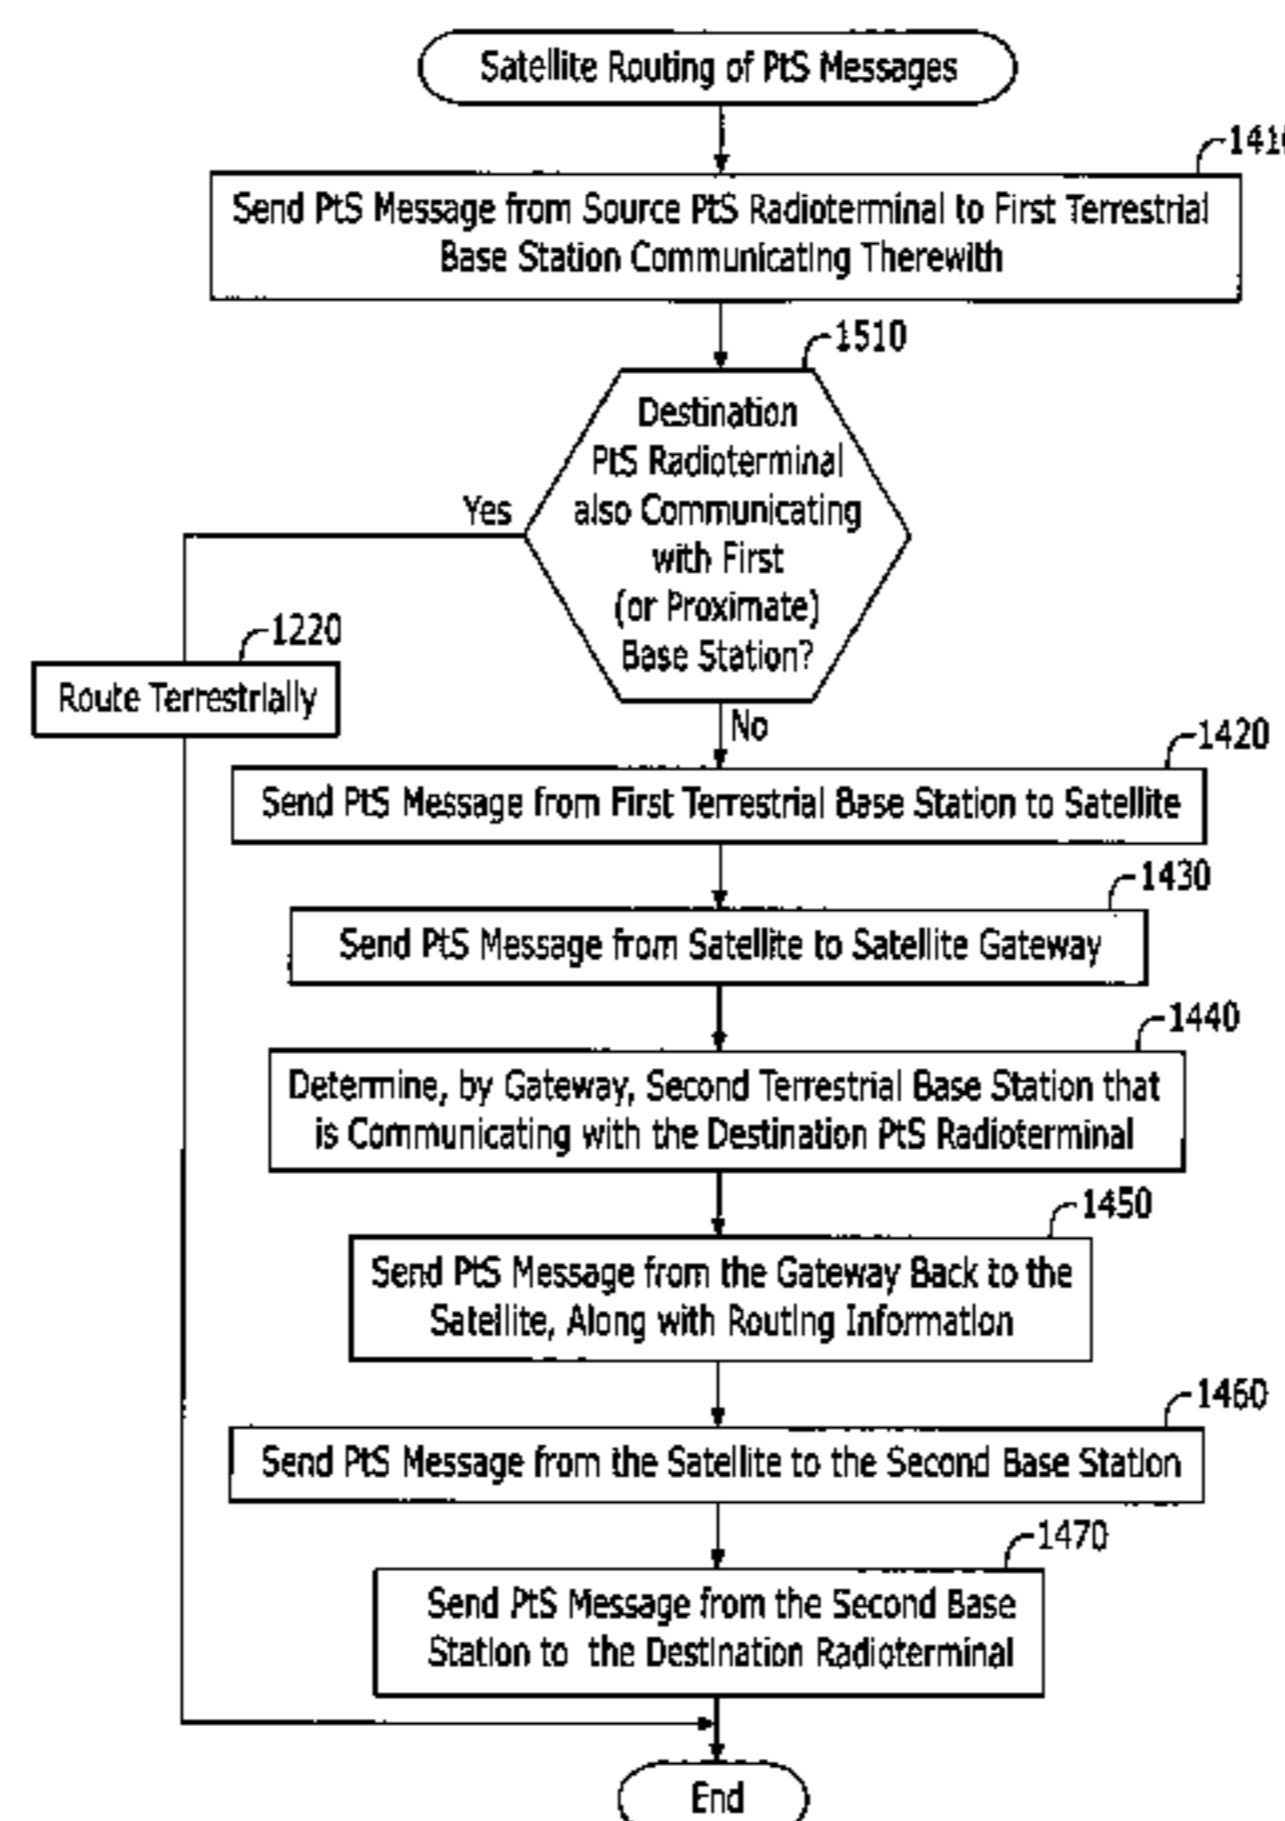 Satellite Routing of PtS Messages
1410
Send PtS Message from Source PtS Radioterminal to First Terrestrial
Base Station Communicating Therewith
1510
Destination
PtS Radioterminal
also Communicating
with First
(or Proximate)
Base Station?
Yes
1220
Route Terrestrially
No
1420
Send PtS Message from First Terrestrial Base Station to Satellite
1430
Send PtS Message from Satellite to Satellite Gateway
1440
Determine, by Gateway, Second Terrestrial Base Station that
is Communicating with the Destination PtS Radioterminal
1450
Send PtS Message from the Gateway Back to the
Satellite, Along with Routing Information
1460
Send PtS Message from the Satellite to the Second Base Station
1470
Send PtS Message from the Second Base
Station to the Destination Radioterminal
End